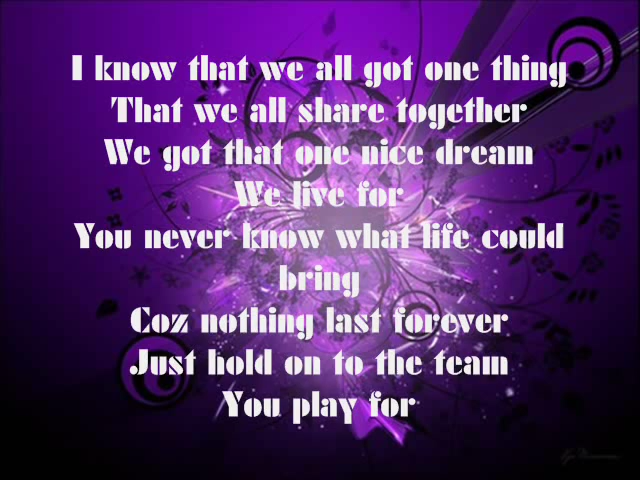 I know that we all got one thing
That we all share together
We got that one nice dream
We live for
You never know what life could
bring
Coz nothing last forever
Just hold on to the team
You play for